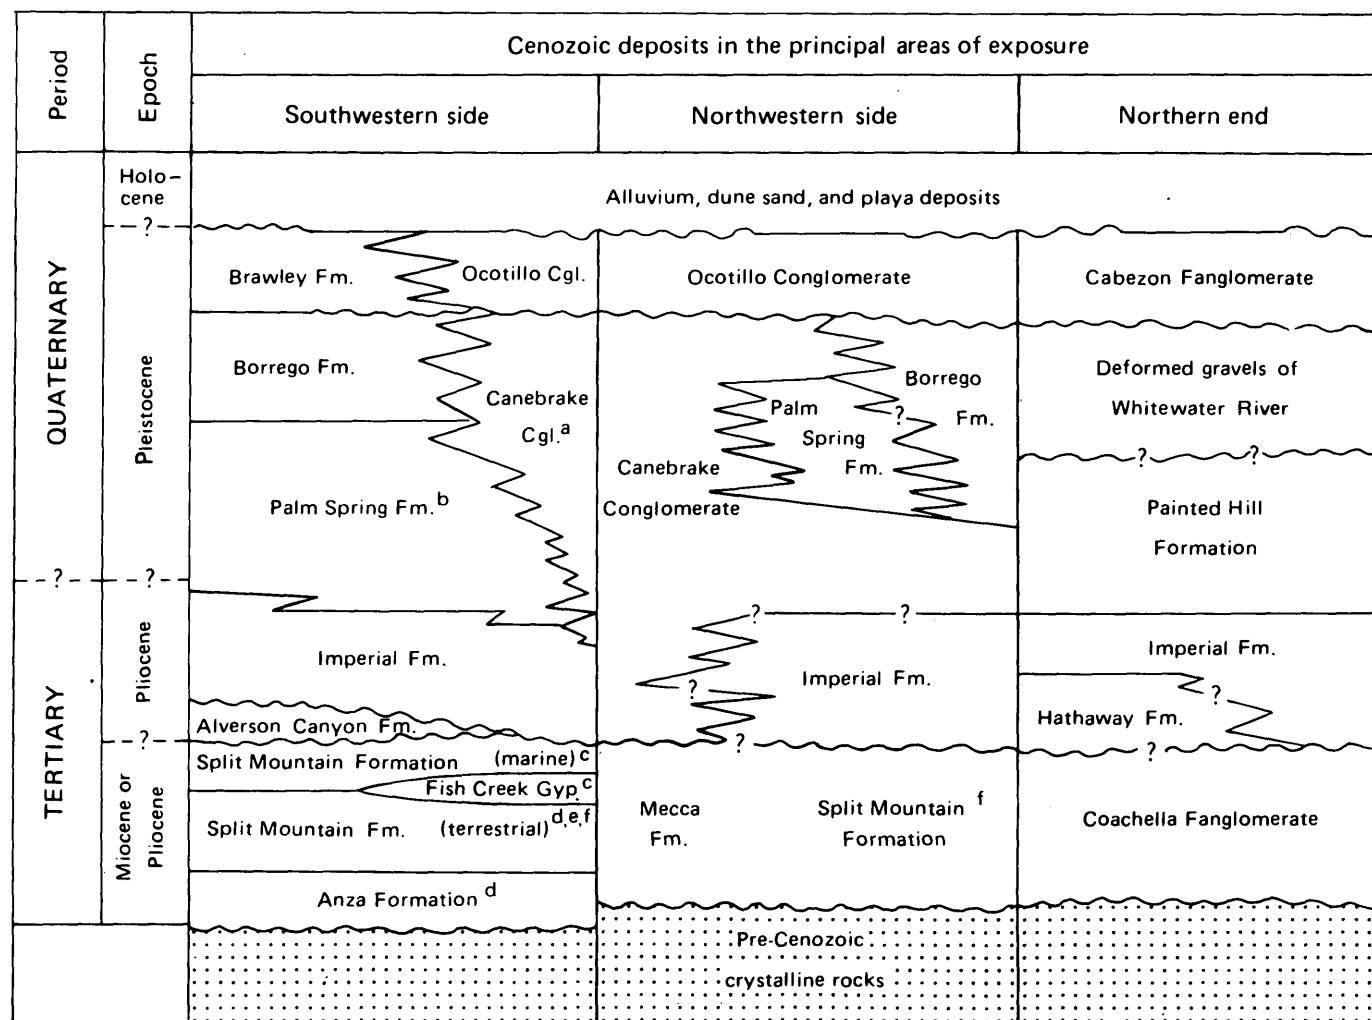 Cenozoic deposits in the principal areas of exposure
Period
Epoch
Southwestern side
Northwestern side
Northern end
QUATERNARY
TERTIARY
Holo-
cene
Pleistocene
Pliocene
Miocene or
Pliocene
--?--
--?--
--?--
--?--
Alluvium, dune sand, and playa deposits
Brawley Fm.
Ocotillo Cgl.
Borrego Fm.
Canebrake
Cgl.a
Palm Spring Fm.b
Imperial Fm.
Alverson Canyon Fm.
Split Mountain Formation (marine) c
Fish Creek Gyp.c
Split Mountain Fm. (terrestrial) d,e,f
Anza Formation d
Ocotillo Conglomerate
Borrego
Fm.
Palm
Spring
Fm.
?
Canebrake
Conglomerate
? ?
Imperial Fm.
?
?
Mecca
Fm.
Split Mountain f
Formation
Pre-Cenozoic
crystalline rocks
Cabezon Fanglomerate
Deformed gravels of
Whitewater River
? ?
Painted Hill
Formation
Imperial Fm.
?
Hathaway Fm.
?
Coachella Fanglomerate